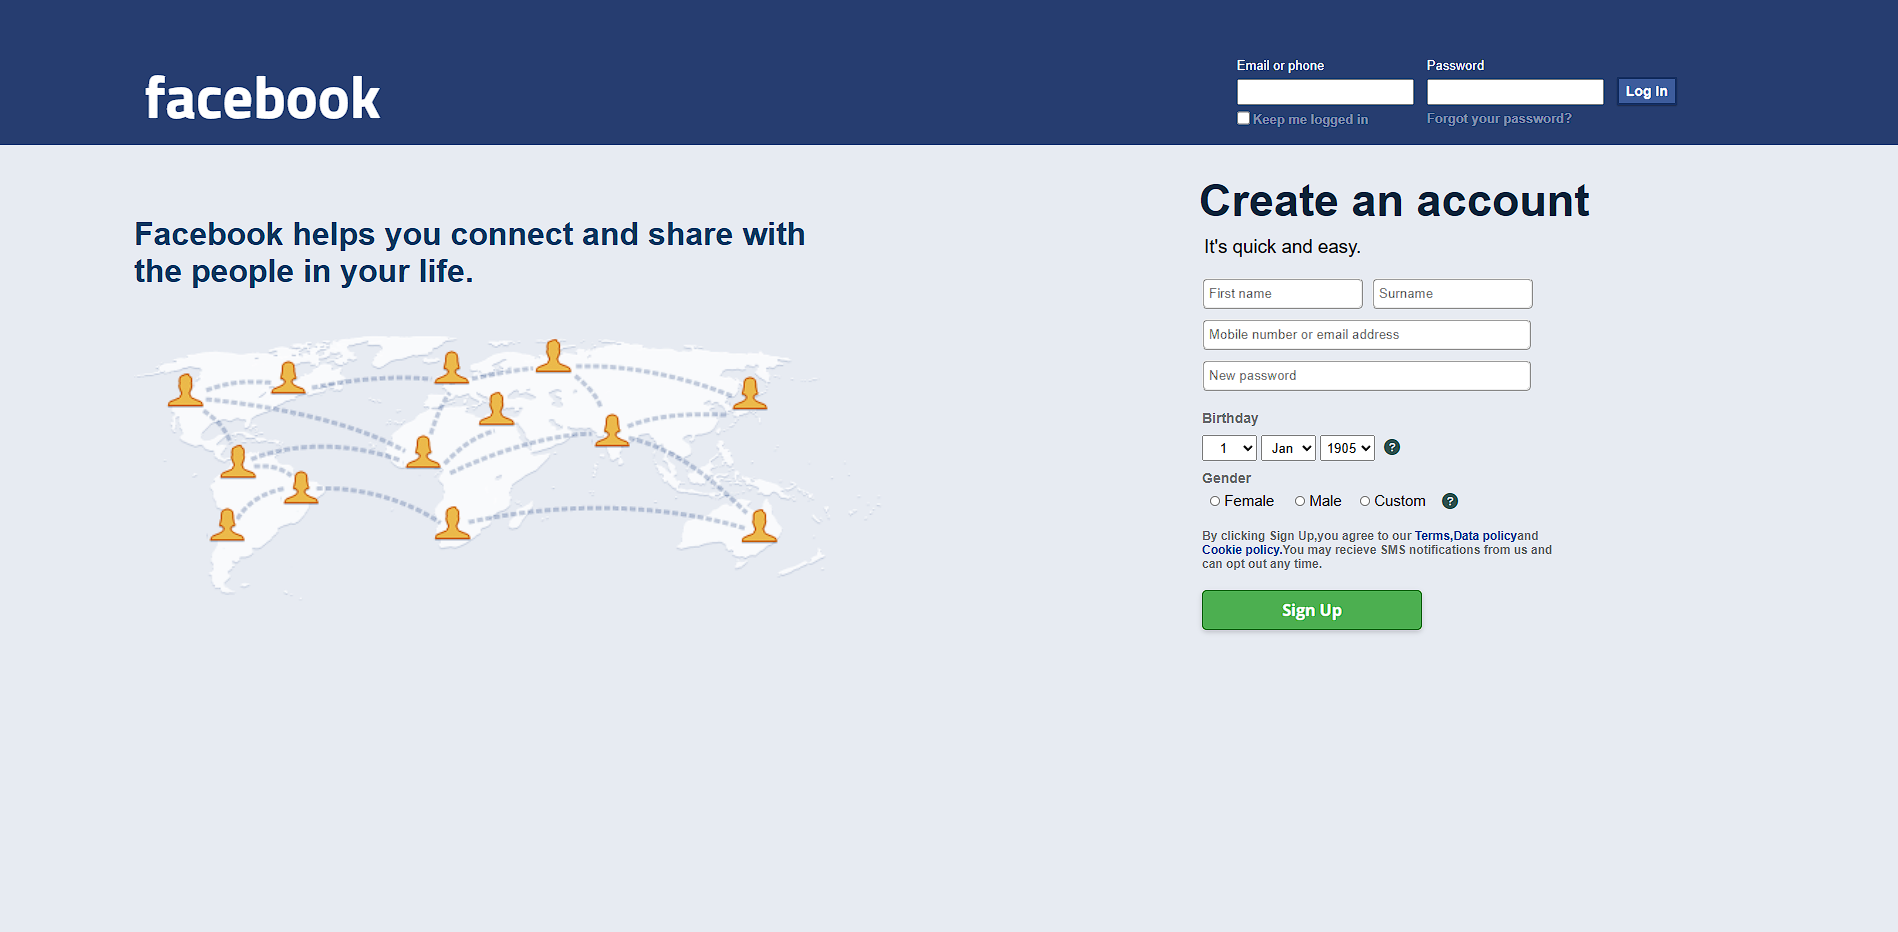 facebook
Email or phone
Password
Log In
Keep me logged in
Forgot your password?
Facebook helps you connect and share with
the people in your life.
Create an account
It's quick and easy.
First name
Surname
Mobile number or email address
New password
Birthday
1 Jan 1905 ?
Gender
Female Male Custom ?
By clicking Sign Up,you agree to our Terms,Data policyand
Cookie policy.You may recieve SMS notifications from us and
can opt out any time.
Sign Up